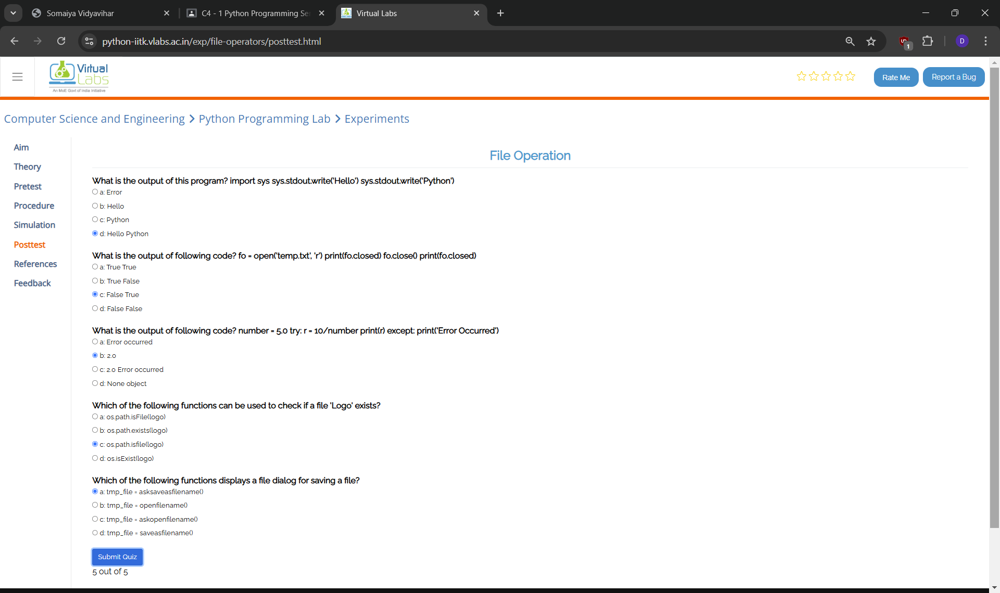 Somaiya Vidyavihar
C4 - 1 Python Programming Se
Virtual Labs
python-iitk.vlabs.ac.in/exp/file-operators/posttest.html
1
D
Virtual
Labs
An MoE Govt of India Initiative
Rate Me
Report a Bug
Computer Science and Engineering > Python Programming Lab > Experiments
Aim
Theory
Pretest
Procedure
Simulation
Posttest
References
Feedback
File Operation
What is the output of this program? import sys sys.stdout.write('Hello') sys.stdout.write('Python')
a: Error
b: Hello
c: Python
d: Hello Python
What is the output of following code? fo = open('temp.txt', 'r') print(fo.closed) fo.close() print(fo.closed)
a: True True
b: True False
c: False True
d: False False
What is the output of following code? number = 5.0 try: r = 10/number print(r) except: print('Error Occurred')
a: Error occurred
b: 2.0
c: 2.0 Error occurred
d: None object
Which of the following functions can be used to check if a file 'Logo' exists?
a: os.path.isFile(logo)
b: os.path.exists(logo)
c: os.path.isfile(logo)
d: os.isExist(logo)
Which of the following functions displays a file dialog for saving a file?
a: tmp_file = asksaveasfilename()
b: tmp_file = openfilename()
c: tmp_file = askopenfilename()
d: tmp_file = saveasfilename()
Submit Quiz
5 out of 5